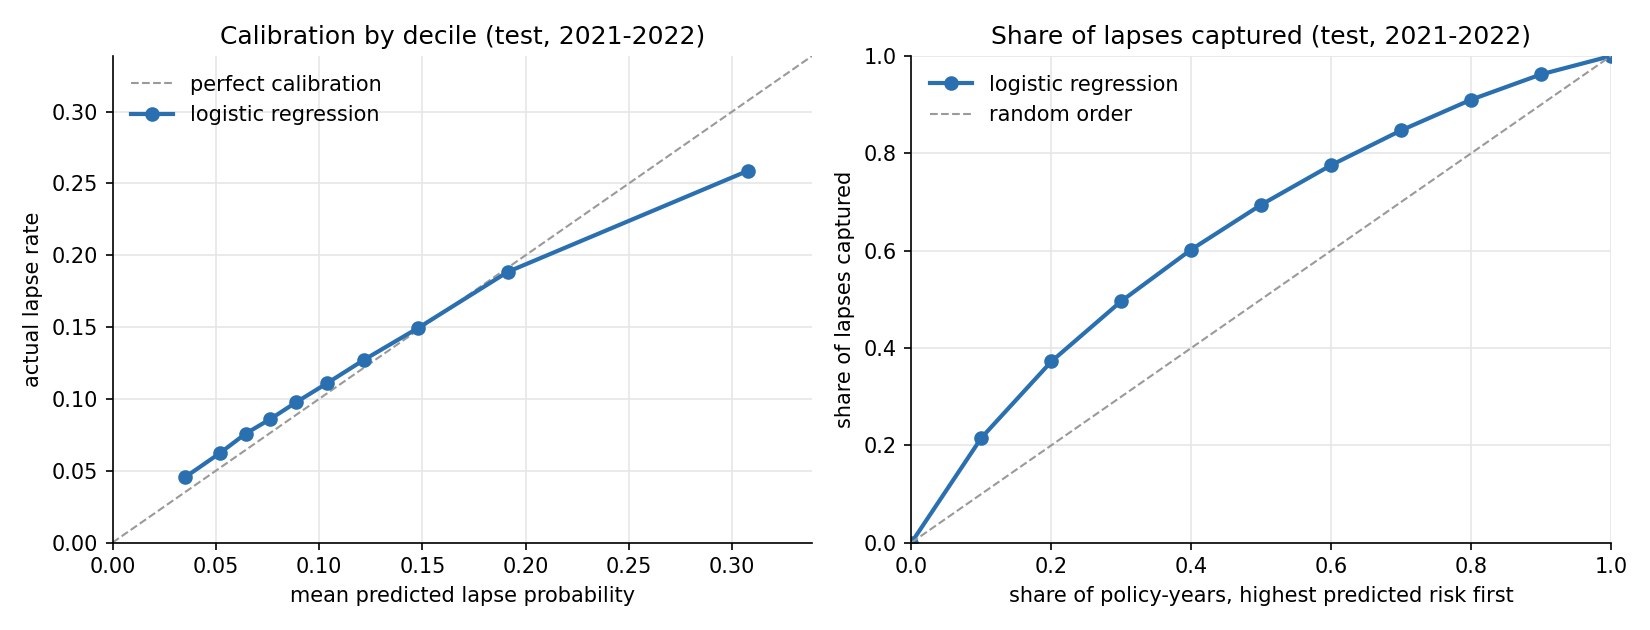 Calibration by decile (test, 2021-2022)
perfect calibration
logistic regression
0.30
0.25
0.20
0.15
0.10
0.05
0.00
actual lapse rate
0.00 0.05 0.10 0.15 0.20 0.25 0.30
mean predicted lapse probability
Share of lapses captured (test, 2021-2022)
logistic regression
random order
1.0
0.8
0.6
0.4
0.2
0.0
share of lapses captured
0.0 0.2 0.4 0.6 0.8 1.0
share of policy-years, highest predicted risk first